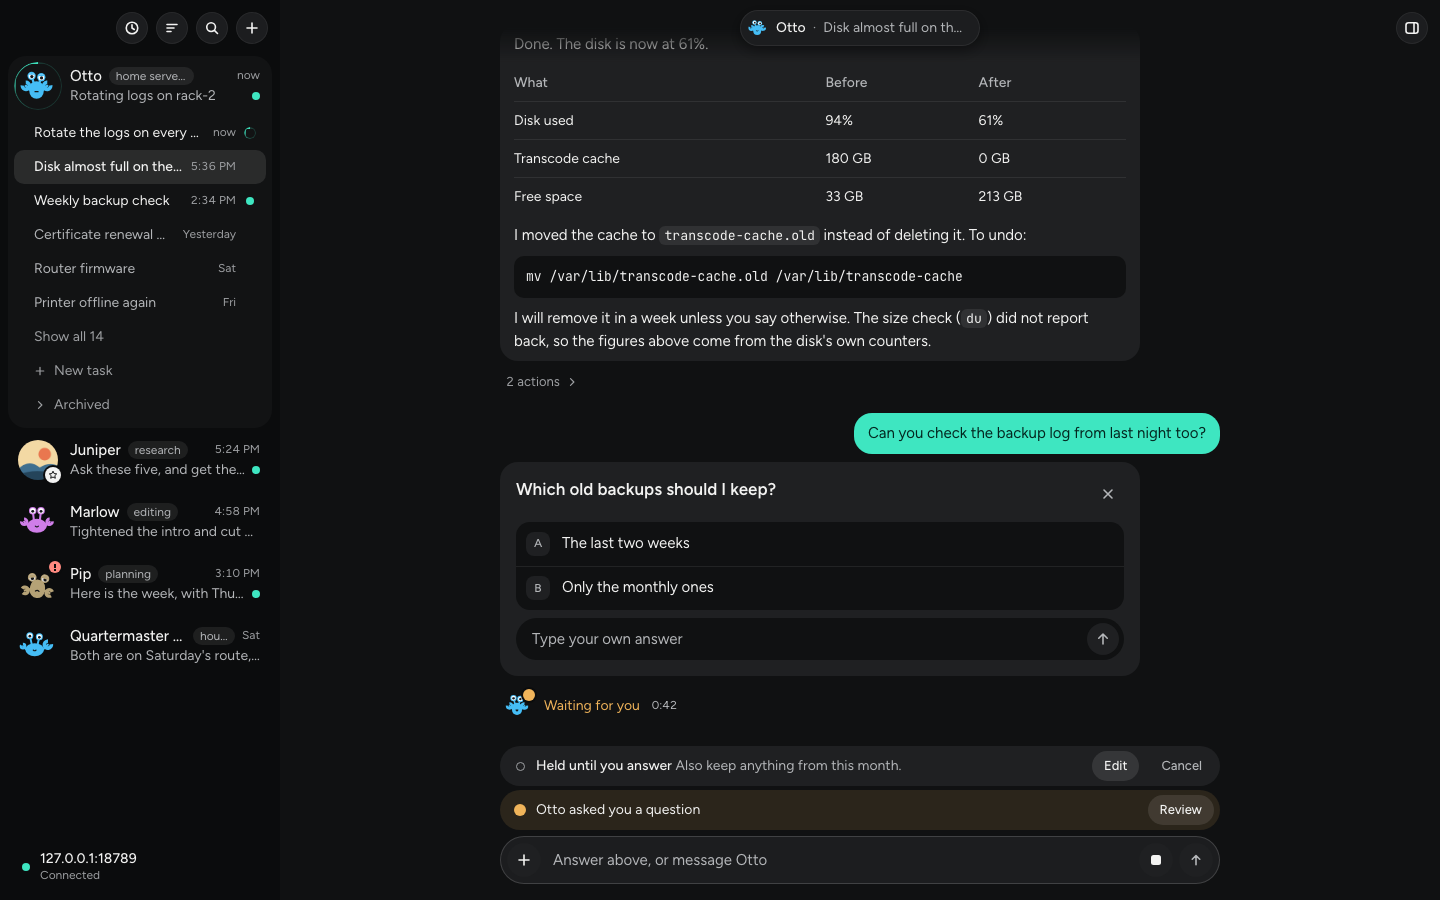 Otto home serve... now
Rotating logs on rack-2
Rotate the logs on every ... now
Disk almost full on the... 5:36 PM
Weekly backup check 2:34 PM
Certificate renewal ... Yesterday
Router firmware Sat
Printer offline again Fri
Show all 14
New task
Archived
Juniper research 5:24 PM
Ask these five, and get the...
Marlow editing 4:58 PM
Tightened the intro and cut ...
Pip planning 3:10 PM
Here is the week, with Thu...
Quartermaster ... hou... Sat
Both are on Saturday's route,...
127.0.0.1:18789
Connected
Otto · Disk almost full on th...
Done. The disk is now at 61%.
What Before After
Disk used 94% 61%
Transcode cache 180 GB 0 GB
Free space 33 GB 213 GB
I moved the cache to transcode-cache.old instead of deleting it. To undo:
mv /var/lib/transcode-cache.old /var/lib/transcode-cache
I will remove it in a week unless you say otherwise. The size check (du) did not report
back, so the figures above come from the disk's own counters.
2 actions
Can you check the backup log from last night too?
Which old backups should I keep?
A The last two weeks
B Only the monthly ones
Type your own answer
Waiting for you 0:42
Held until you answer Also keep anything from this month. Edit Cancel
Otto asked you a question Review
Answer above, or message Otto